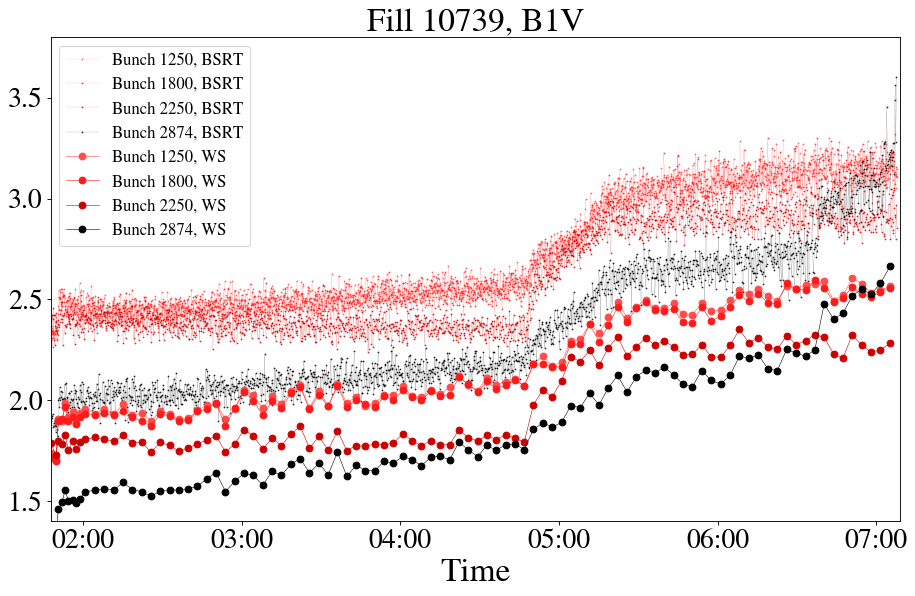 Fill 10739, B1V
Bunch 1250, BSRT
Bunch 1800, BSRT
Bunch 2250, BSRT
Bunch 2874, BSRT
Bunch 1250, WS
Bunch 1800, WS
Bunch 2250, WS
Bunch 2874, WS
3.5
3.0
2.5
2.0
1.5
02:00 03:00 04:00 05:00 06:00 07:00
Time